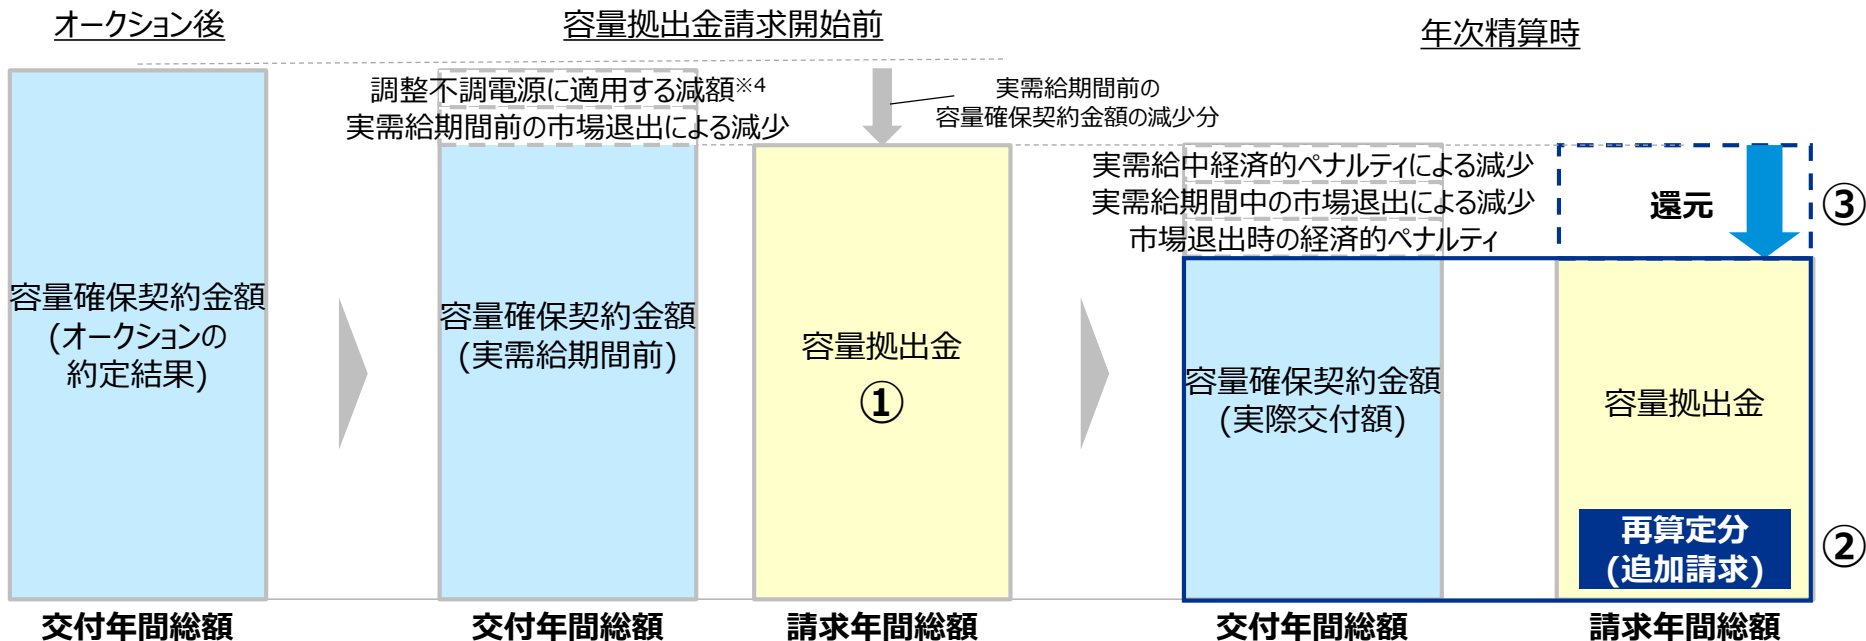 オークション後
容量拠出金請求開始前
年次精算時
調整不調電源に適用する減額※4
実需給期間前の市場退出による減少
実需給期間前の
容量確保契約金額の減少分
実需給中経済的ペナルティによる減少
実需給期間中の市場退出による減少
市場退出時の経済的ペナルティ
還元
③
容量確保契約金額
(オークションの
約定結果)
容量確保契約金額
(実需給期間前)
容量拠出金
①
容量確保契約金額
(実際交付額)
容量拠出金
再算定分
(追加請求)
②
交付年間総額
交付年間総額
請求年間総額
交付年間総額
請求年間総額